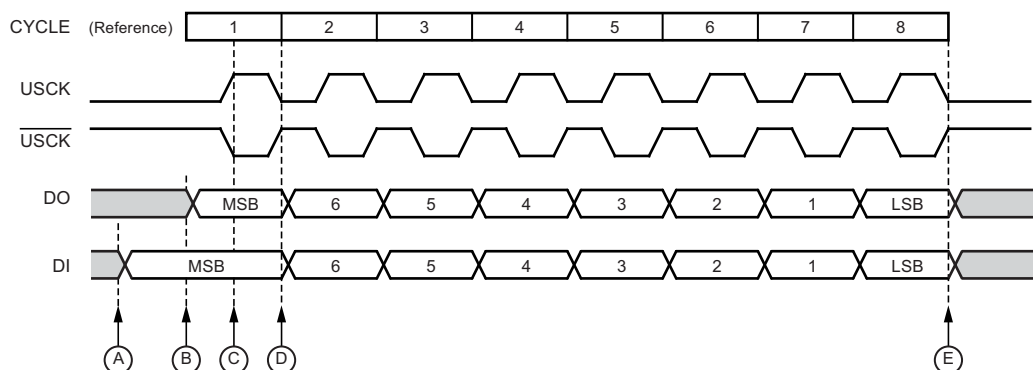 CYCLE (Reference) 1 2 3 4 5 6 7 8
USCK
USCK
DO MSB 6 5 4 3 2 1 LSB
DI MSB 6 5 4 3 2 1 LSB
A B C D E